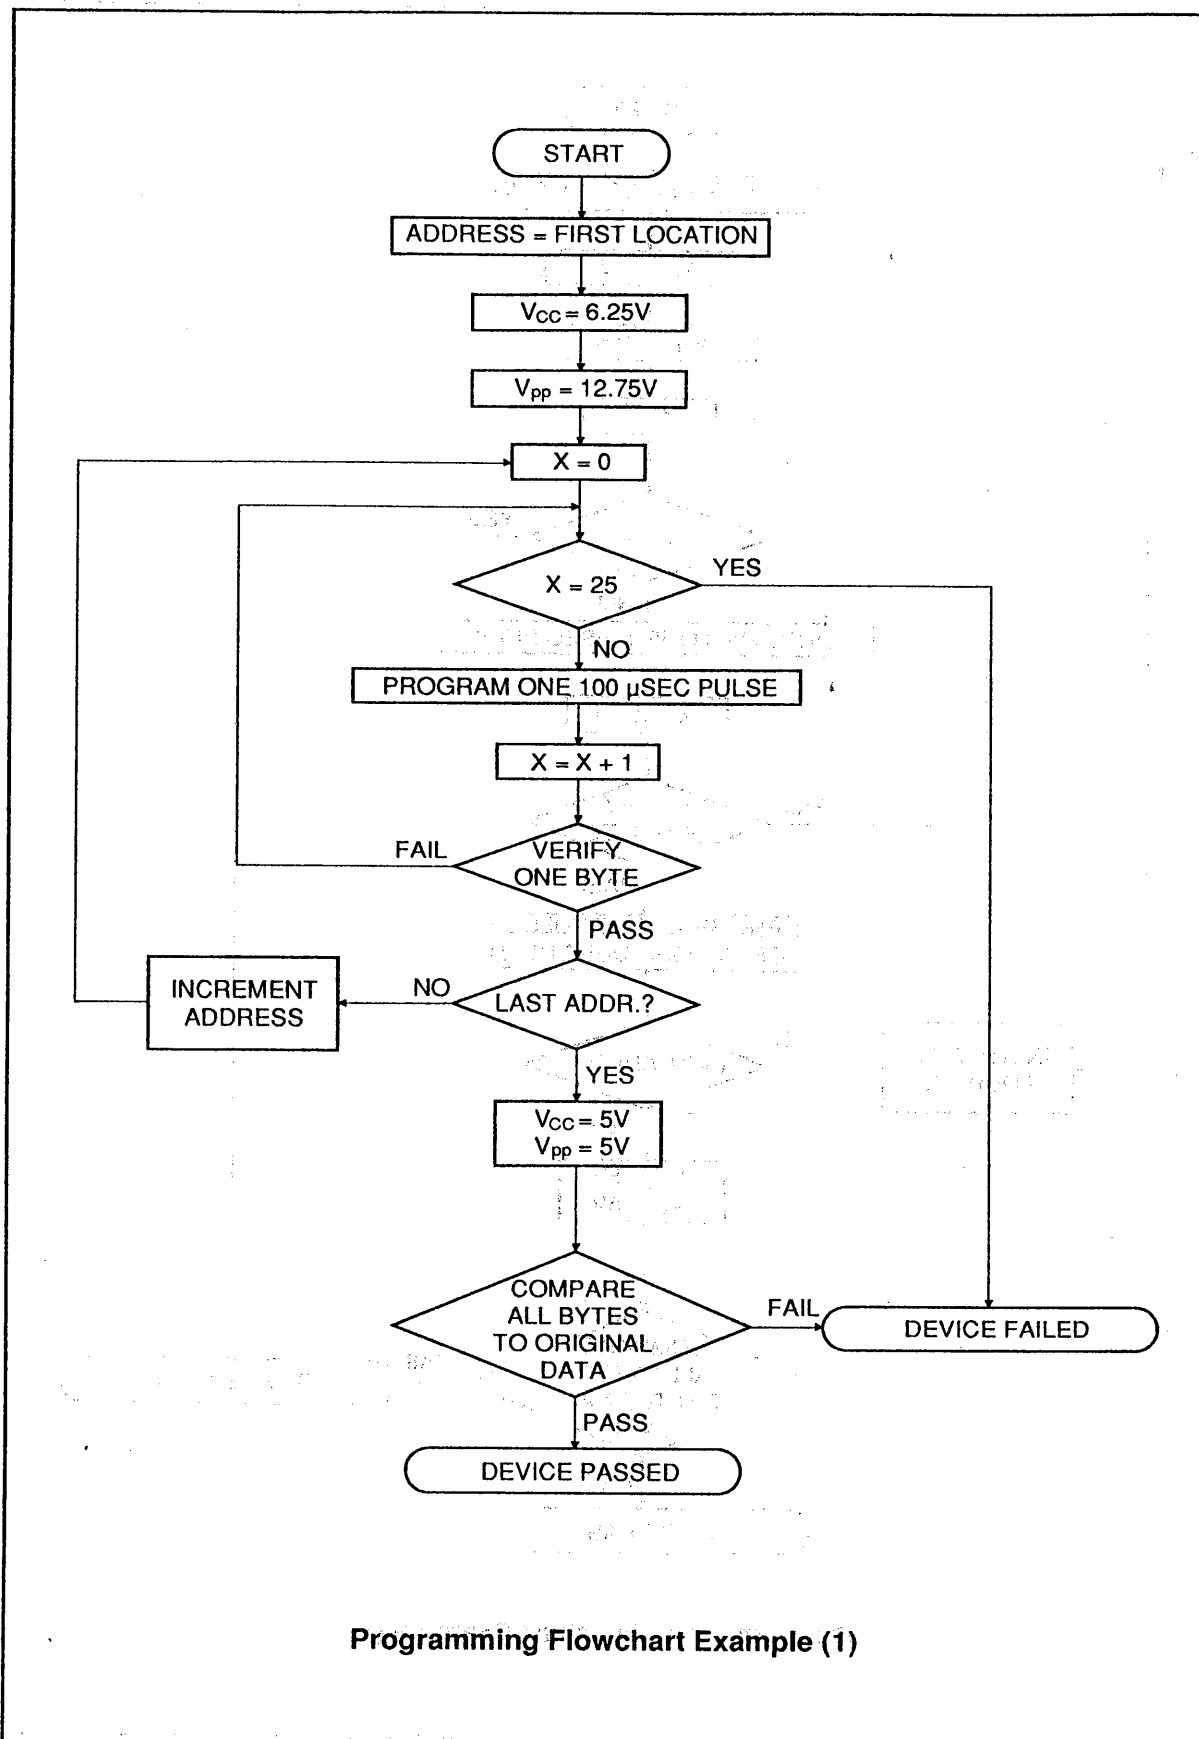 START
ADDRESS = FIRST LOCATION
VCC = 6.25V
Vpp = 12.75V
X = 0
X = 25
YES
NO
PROGRAM ONE 100 µSEC PULSE
X = X + 1
FAIL
VERIFY
ONE BYTE
PASS
INCREMENT
ADDRESS
NO
LAST ADDR.?
YES
VCC = 5V
Vpp = 5V
COMPARE
ALL BYTES
TO ORIGINAL
DATA
FAIL
DEVICE FAILED
PASS
DEVICE PASSED
Programming Flowchart Example (1)